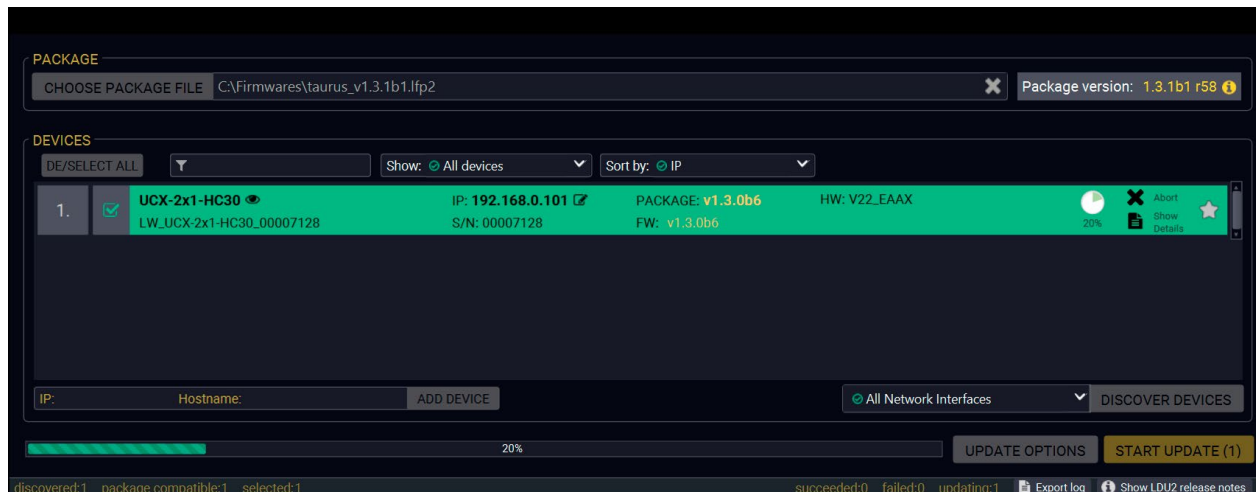 PACKAGE
CHOOSE PACKAGE FILE C:\Firmwares\taurus_v1.3.1b1.lfp2 Package version: 1.3.1b1 r58
DEVICES
DE/SELECT ALL Show: All devices Sort by: IP
1. UCX-2x1-HC30 IP: 192.168.0.101 PACKAGE: v1.3.0b6 HW: V22_EAAX Abort
LW_UCX-2x1-HC30_00007128 S/N: 00007128 FW: v1.3.0b6 20% Show Details
IP: Hostname: ADD DEVICE All Network Interfaces DISCOVER DEVICES
20% UPDATE OPTIONS START UPDATE (1)
discovered:1 package compatible:1 selected:1 succeeded:0 failed:0 updating:1 Export log Show LDU2 release notes